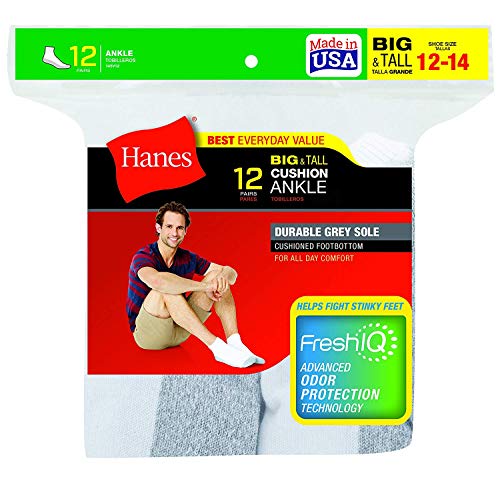 12
PAIRS
ANKLE
TOBILLEROS
Made in
USA
BIG
& TALL
TALLA GRANDE
SHOE SIZE
TALLAS
12-14
Hanes®
BEST EVERYDAY VALUE
BIG & TALL
12
PAIRS
PARES
CUSHION
ANKLE
TOBILLEROS
DURABLE GREY SOLE
CUSHIONED FOOTBOTTOM
FOR ALL DAY COMFORT
HELPS FIGHT STINKY FEET
FreshIQ
ADVANCED
ODOR
PROTECTION
TECHNOLOGY